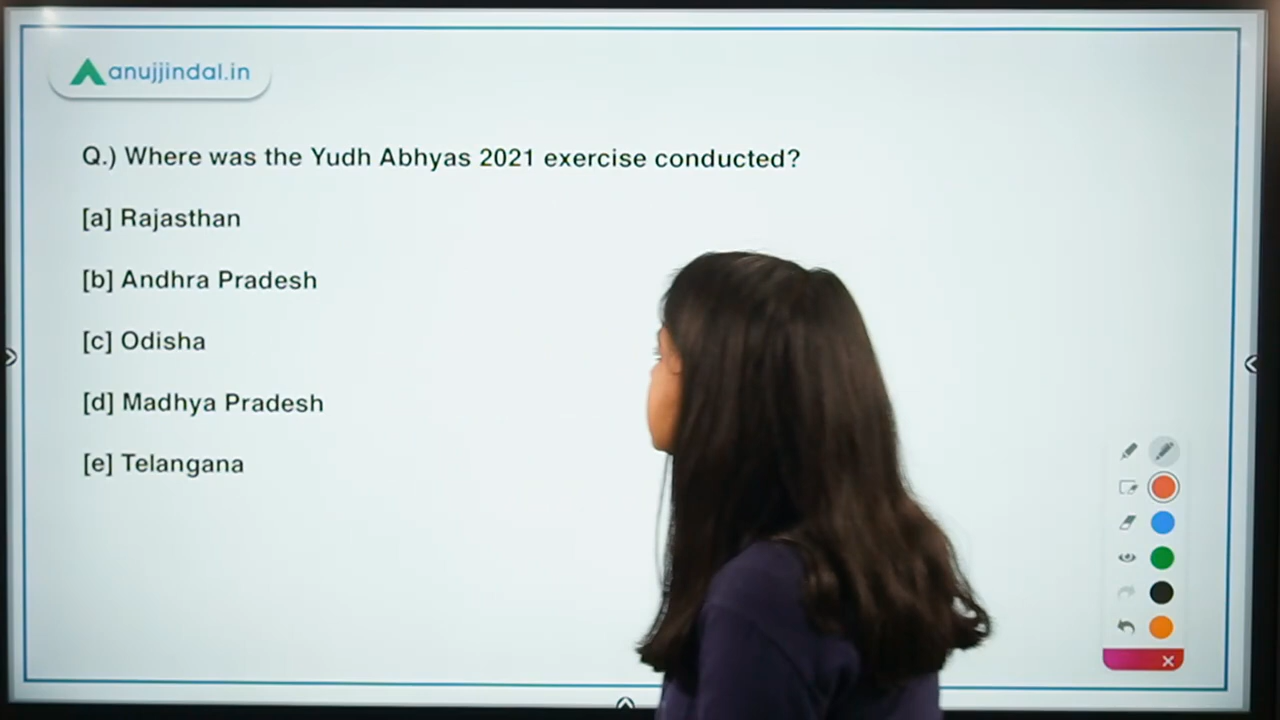 anujjindal.in
Q.) Where was the Yudh Abhyas 2021 exercise conducted?
[a] Rajasthan
[b] Andhra Pradesh
[c] Odisha
[d] Madhya Pradesh
[e] Telangana